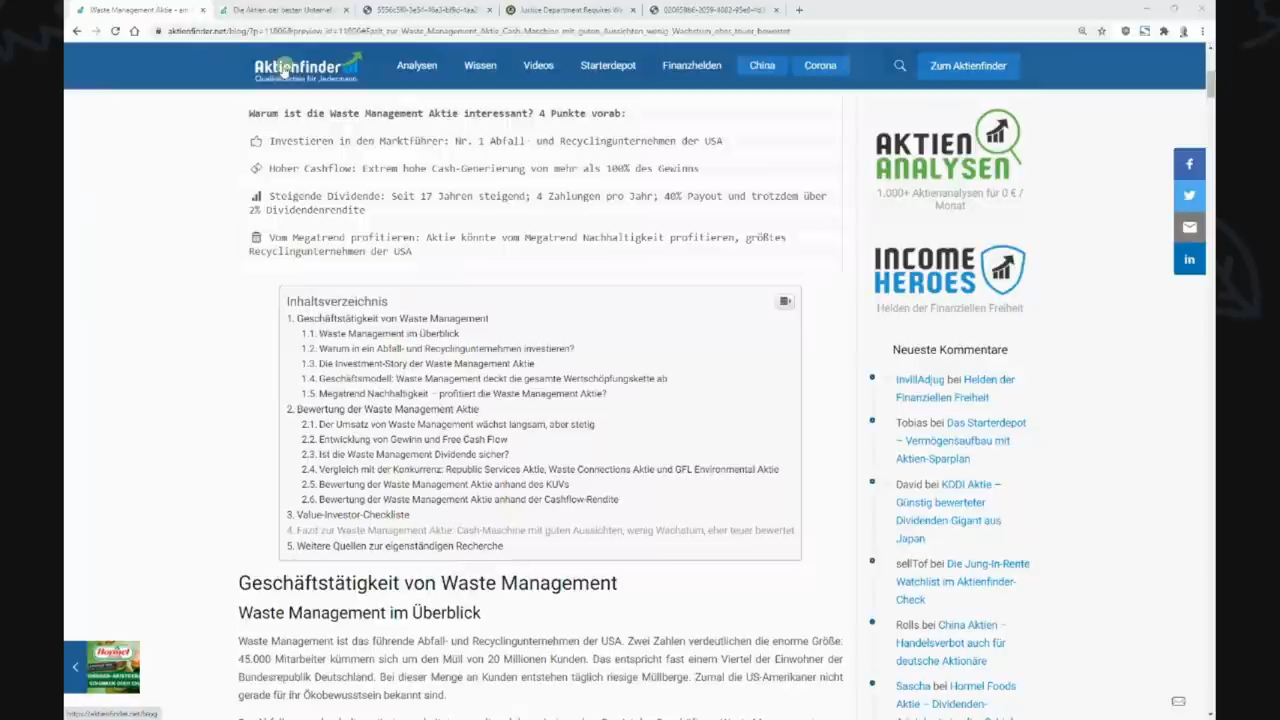 Waste Management Aktie - en
Die Aktien der besten Unterneh
Justice Department Requires W
aktienfinder.net/blog/?p=11806&preview_id=11806#Fazit_zur_Waste_Management_Aktie_Cash-Maschine_mit_guten_Aussichten_wenig_Wachstum_eher_teuer_bewertet
Aktienfinder
Qualitätsaktien für Jedermann
Analysen
Wissen
Videos
Starterdepot
Finanzhelden
China
Corona
Zum Aktienfinder
Warum ist die Waste Management Aktie interessant? 4 Punkte vorab:
Investieren in den Marktführer: Nr. 1 Abfall- und Recyclingunternehmen der USA
Hoher Cashflow: Extrem hohe Cash-Generierung von mehr als 100% des Gewinns
Steigende Dividende: Seit 17 Jahren steigend; 4 Zahlungen pro Jahr; 40% Payout und trotzdem über
2% Dividendenrendite
Vom Megatrend profitieren: Aktie könnte vom Megatrend Nachhaltigkeit profitieren, größtes
Recyclingunternehmen der USA
Inhaltsverzeichnis
1. Geschäftstätigkeit von Waste Management
1.1. Waste Management im Überblick
1.2. Warum in ein Abfall- und Recyclingunternehmen investieren?
1.3. Die Investment-Story der Waste Management Aktie
1.4. Geschäftsmodell: Waste Management deckt die gesamte Wertschöpfungskette ab
1.5. Megatrend Nachhaltigkeit – profitiert die Waste Management Aktie?
2. Bewertung der Waste Management Aktie
2.1. Der Umsatz von Waste Management wächst langsam, aber stetig
2.2. Entwicklung von Gewinn und Free Cash Flow
2.3. Ist die Waste Management Dividende sicher?
2.4. Vergleich mit der Konkurrenz: Republic Services Aktie, Waste Connections Aktie und GFL Environmental Aktie
2.5. Bewertung der Waste Management Aktie anhand des KUVs
2.6. Bewertung der Waste Management Aktie anhand der Cashflow-Rendite
3. Value-Investor-Checkliste
4. Fazit zur Waste Management Aktie: Cash-Maschine mit guten Aussichten, wenig Wachstum, eher teuer bewertet
5. Weitere Quellen zur eigenständigen Recherche
Geschäftstätigkeit von Waste Management
Waste Management im Überblick
Waste Management ist das führende Abfall- und Recyclingunternehmen der USA. Zwei Zahlen verdeutlichen die enorme Größe:
45.000 Mitarbeiter kümmern sich um den Müll von 20 Millionen Kunden. Das entspricht fast einem Viertel der Einwohner der
Bundesrepublik Deutschland. Bei dieser Menge an Kunden entstehen täglich riesige Müllberge. Zumal die US-Amerikaner nicht
gerade für ihr Ökobewusstsein bekannt sind.
AKTIEN
ANALYSEN
1.000+ Aktienanalysen für 0 € /
Monat
INCOME
HEROES
Helden der Finanziellen Freiheit
Neueste Kommentare
InvillAdjug bei Helden der
Finanziellen Freiheit
Tobias bei Das Starterdepot
– Vermögensaufbau mit
Aktien-Sparplan
David bei KDDI Aktie –
Günstig bewerteter
Dividenden Gigant aus
Japan
sellTof bei Die Jung-In-Rente
Watchlist im Aktienfinder-
Check
Rolls bei China Aktien –
Handelsverbot auch für
deutsche Aktionäre
Sascha bei Hormel Foods
Aktie – Dividenden-
Hormel
https://aktienfinder.net/blog